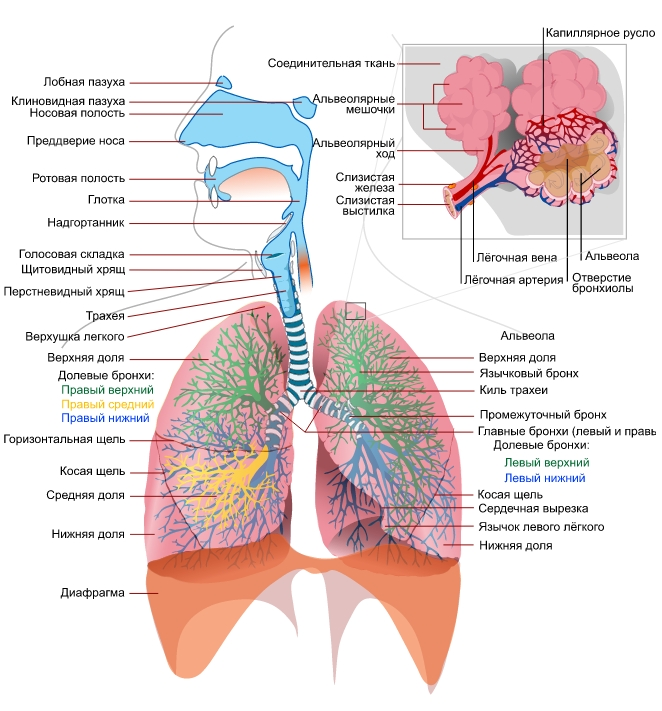 Капиллярное русло
Соединительная ткань
Альвеолярные
мешочки
Альвеолярный
ход
Слизистая
железа
Слизистая
выстилка
Лёгочная вена
Альвеола
Лёгочная артерия
Отверстие
бронхиолы
Лобная пазуха
Клиновидная пазуха
Носовая полость
Преддверие носа
Ротовая полость
Глотка
Надгортанник
Голосовая складка
Щитовидный хрящ
Перстневидный хрящ
Трахея
Верхушка легкого
Верхняя доля
Долевые бронхи:
Правый верхний
Правый средний
Правый нижний
Горизонтальная щель
Косая щель
Средняя доля
Нижняя доля
Диафрагма
Альвеола
Верхняя доля
Язычковый бронх
Киль трахеи
Промежуточный бронх
Главные бронхи (левый и правы
Долевые бронхи:
Левый верхний
Левый нижний
Косая щель
Сердечная вырезка
Язычок левого лёгкого
Нижняя доля